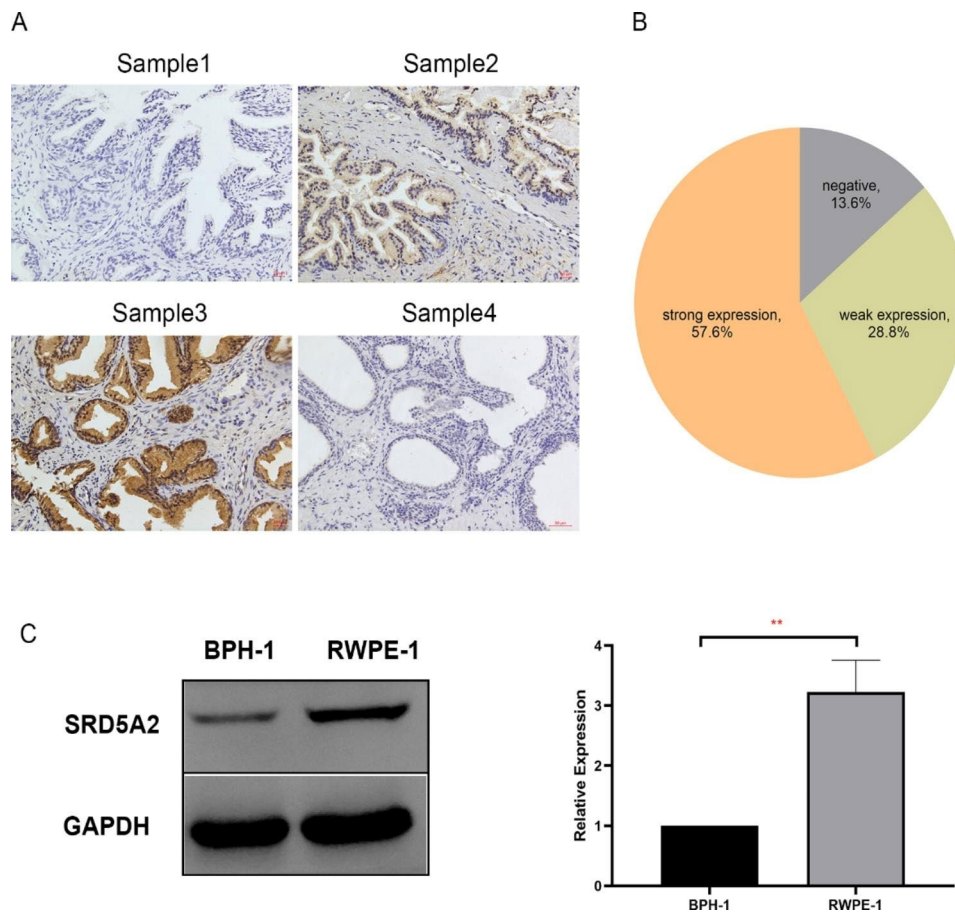 A
B
Sample1
Sample2
Sample3
Sample4
negative,
13.6%
strong expression,
57.6%
weak expression,
28.8%
C
BPH-1
RWPE-1
SRD5A2
GAPDH
**
Relative Expression
4
3
2
1
0
BPH-1
RWPE-1